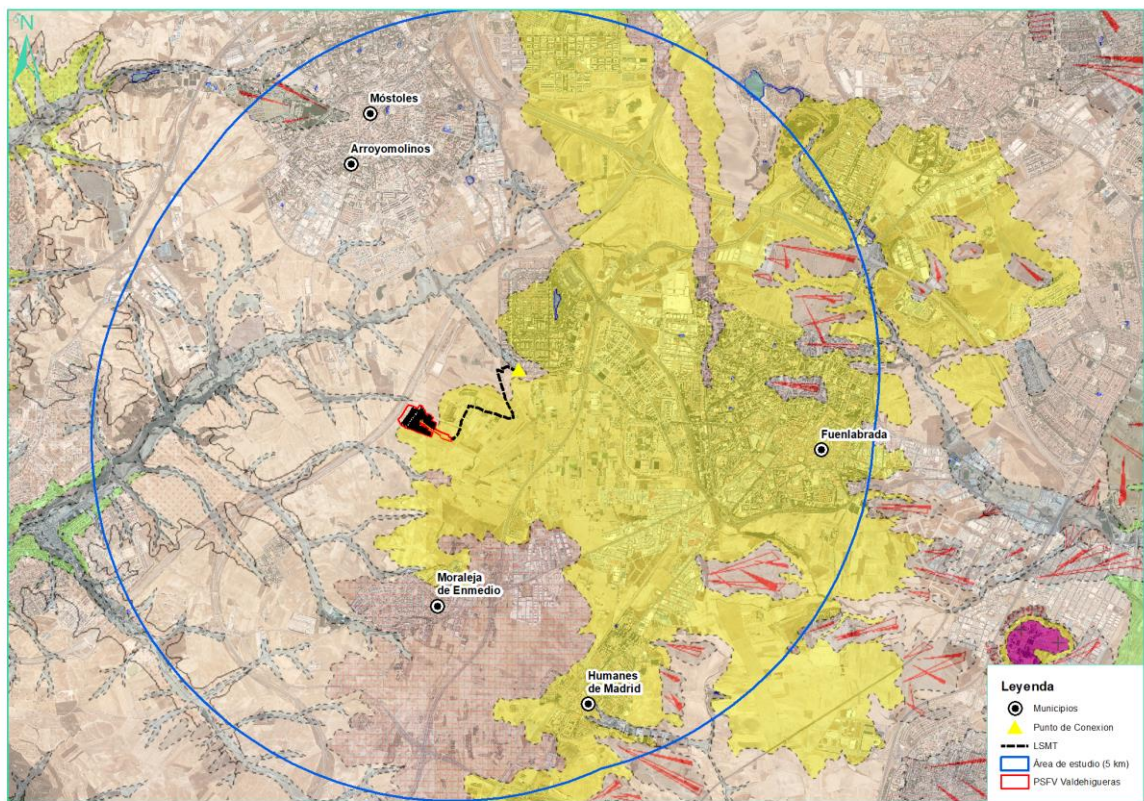 N
Móstoles
Arroyomolinos
Fuenlabrada
Moraleja
de Enmedio
Humanes
de Madrid
Leyenda
Municipios
Punto de Conexion
LSMT
Área de estudio (5 km)
PSFV Valdehigueras